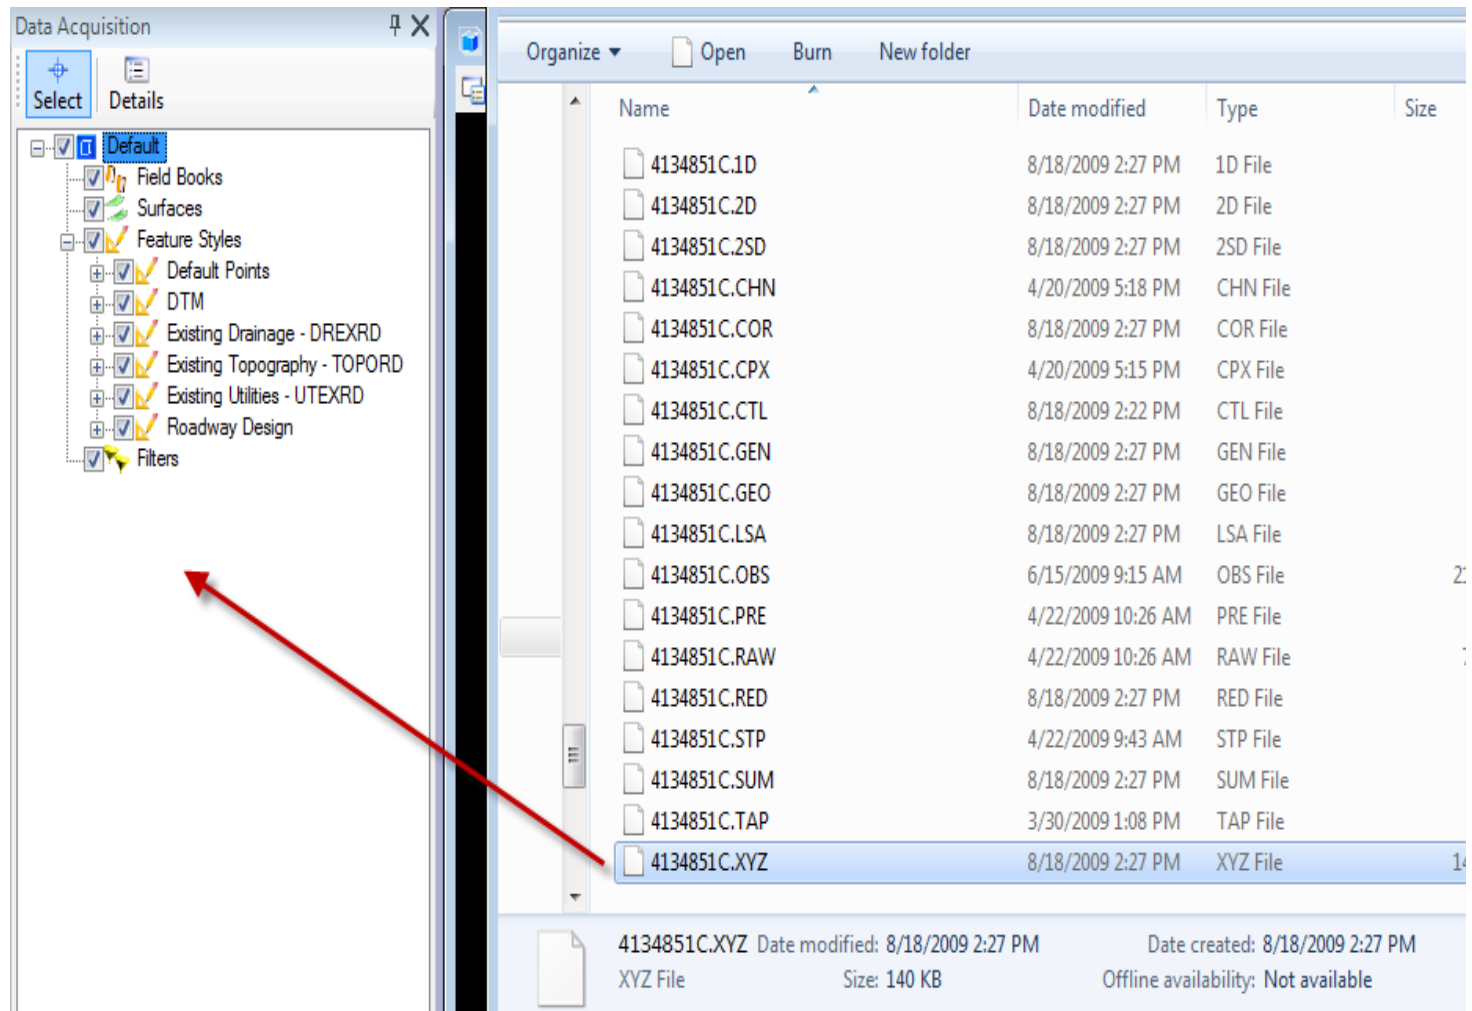 Data Acquisition
Select Details
Default
Field Books
Surfaces
Feature Styles
Default Points
DTM
Existing Drainage - DREXRD
Existing Topography - TOPORD
Existing Utilities - UTEXRD
Roadway Design
Filters
Organize Open Burn New folder
Name Date modified Type Size
4134851C.1D 8/18/2009 2:27 PM 1D File
4134851C.2D 8/18/2009 2:27 PM 2D File
4134851C.2SD 8/18/2009 2:27 PM 2SD File
4134851C.CHN 4/20/2009 5:18 PM CHN File
4134851C.COR 8/18/2009 2:27 PM COR File
4134851C.CPX 4/20/2009 5:15 PM CPX File
4134851C.CTL 8/18/2009 2:22 PM CTL File
4134851C.GEN 8/18/2009 2:27 PM GEN File
4134851C.GEO 8/18/2009 2:27 PM GEO File
4134851C.LSA 8/18/2009 2:27 PM LSA File
4134851C.OBS 6/15/2009 9:15 AM OBS File
4134851C.PRE 4/22/2009 10:26 AM PRE File
4134851C.RAW 4/22/2009 10:26 AM RAW File
4134851C.RED 8/18/2009 2:27 PM RED File
4134851C.STP 4/22/2009 9:43 AM STP File
4134851C.SUM 8/18/2009 2:27 PM SUM File
4134851C.TAP 3/30/2009 1:08 PM TAP File
4134851C.XYZ 8/18/2009 2:27 PM XYZ File
4134851C.XYZ Date modified: 8/18/2009 2:27 PM Date created: 8/18/2009 2:27 PM
XYZ File Size: 140 KB Offline availability: Not available